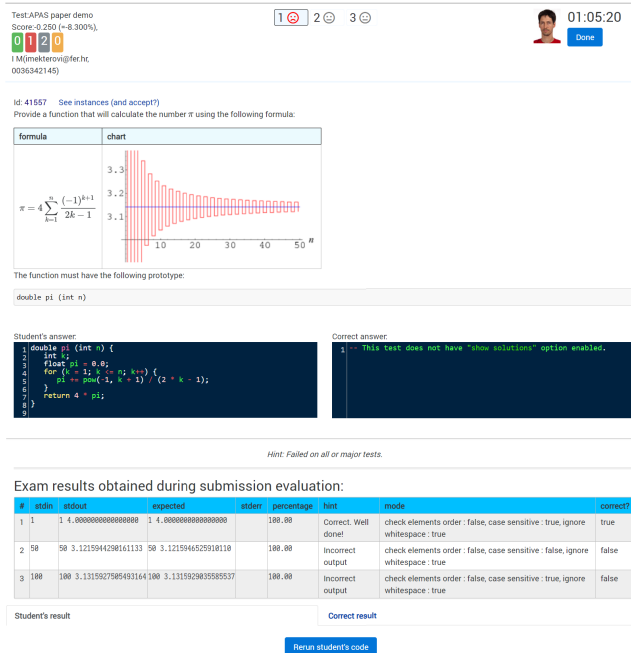 Test:APAS paper demo
Score:-0.250 (=-8.300%),
0 1 2 0
I M(imekterovi@fer.hr,
0036342145)
1 2 3
01:05:20
Done
Id: 41557 See instances (and accept?)
Provide a function that will calculate the number π using the following formula:
formula chart
π = 4 ∑ n k=1 (−1)^{k+1} / 2k − 1
3.3
3.2
3.1
10 20 30 40 50 n
The function must have the following prototype:
double pi (int n)
Student's answer:
1 double pi (int n) {
2 int k;
3 float pi = 0.0;
4 for (k = 1; k <= n; k++) {
5 pi += pow(-1, k + 1) / (2 * k - 1);
6 }
7 return 4 * pi;
8 }
9
Correct answer:
1 -- This test does not have "show solutions" option enabled.
Hint: Failed on all or major tests.
Exam results obtained during submission evaluation:
# stdin stdout expected stderr percentage hint mode correct?
1 1 1 4.0000000000000000 1 4.0000000000000000 100.00 Correct. Well done! check elements order : false, case sensitive : true, ignore whitespace : true true
2 50 50 3.1215944290161133 50 3.1215946525910110 100.00 Incorrect output check elements order : false, case sensitive : false, ignore whitespace : true false
3 100 100 3.1315927505493164 100 3.1315929035585537 100.00 Incorrect output check elements order : false, case sensitive : true, ignore whitespace : true false
Student's result Correct result
Rerun student's code